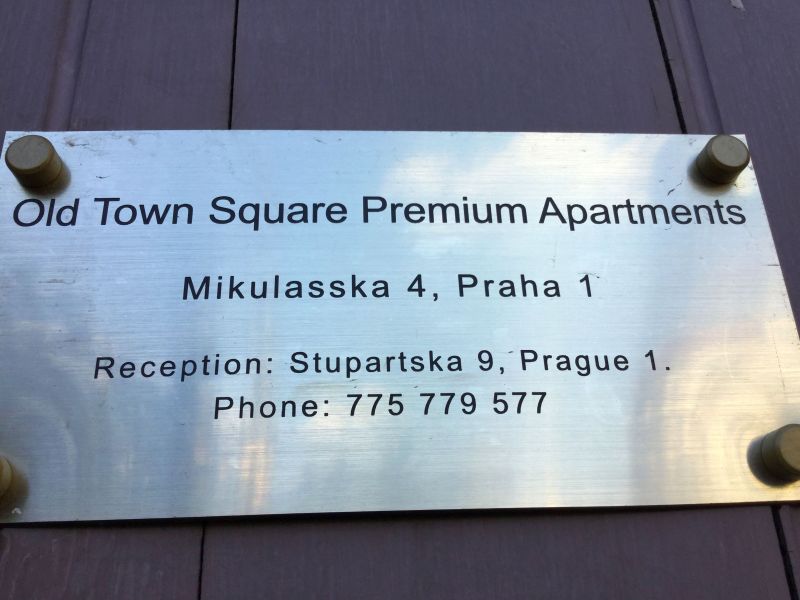 Old Town Square Premium Apartments
Mikulasska 4, Praha 1
Reception: Stupartska 9, Prague 1.
Phone: 775 779 577